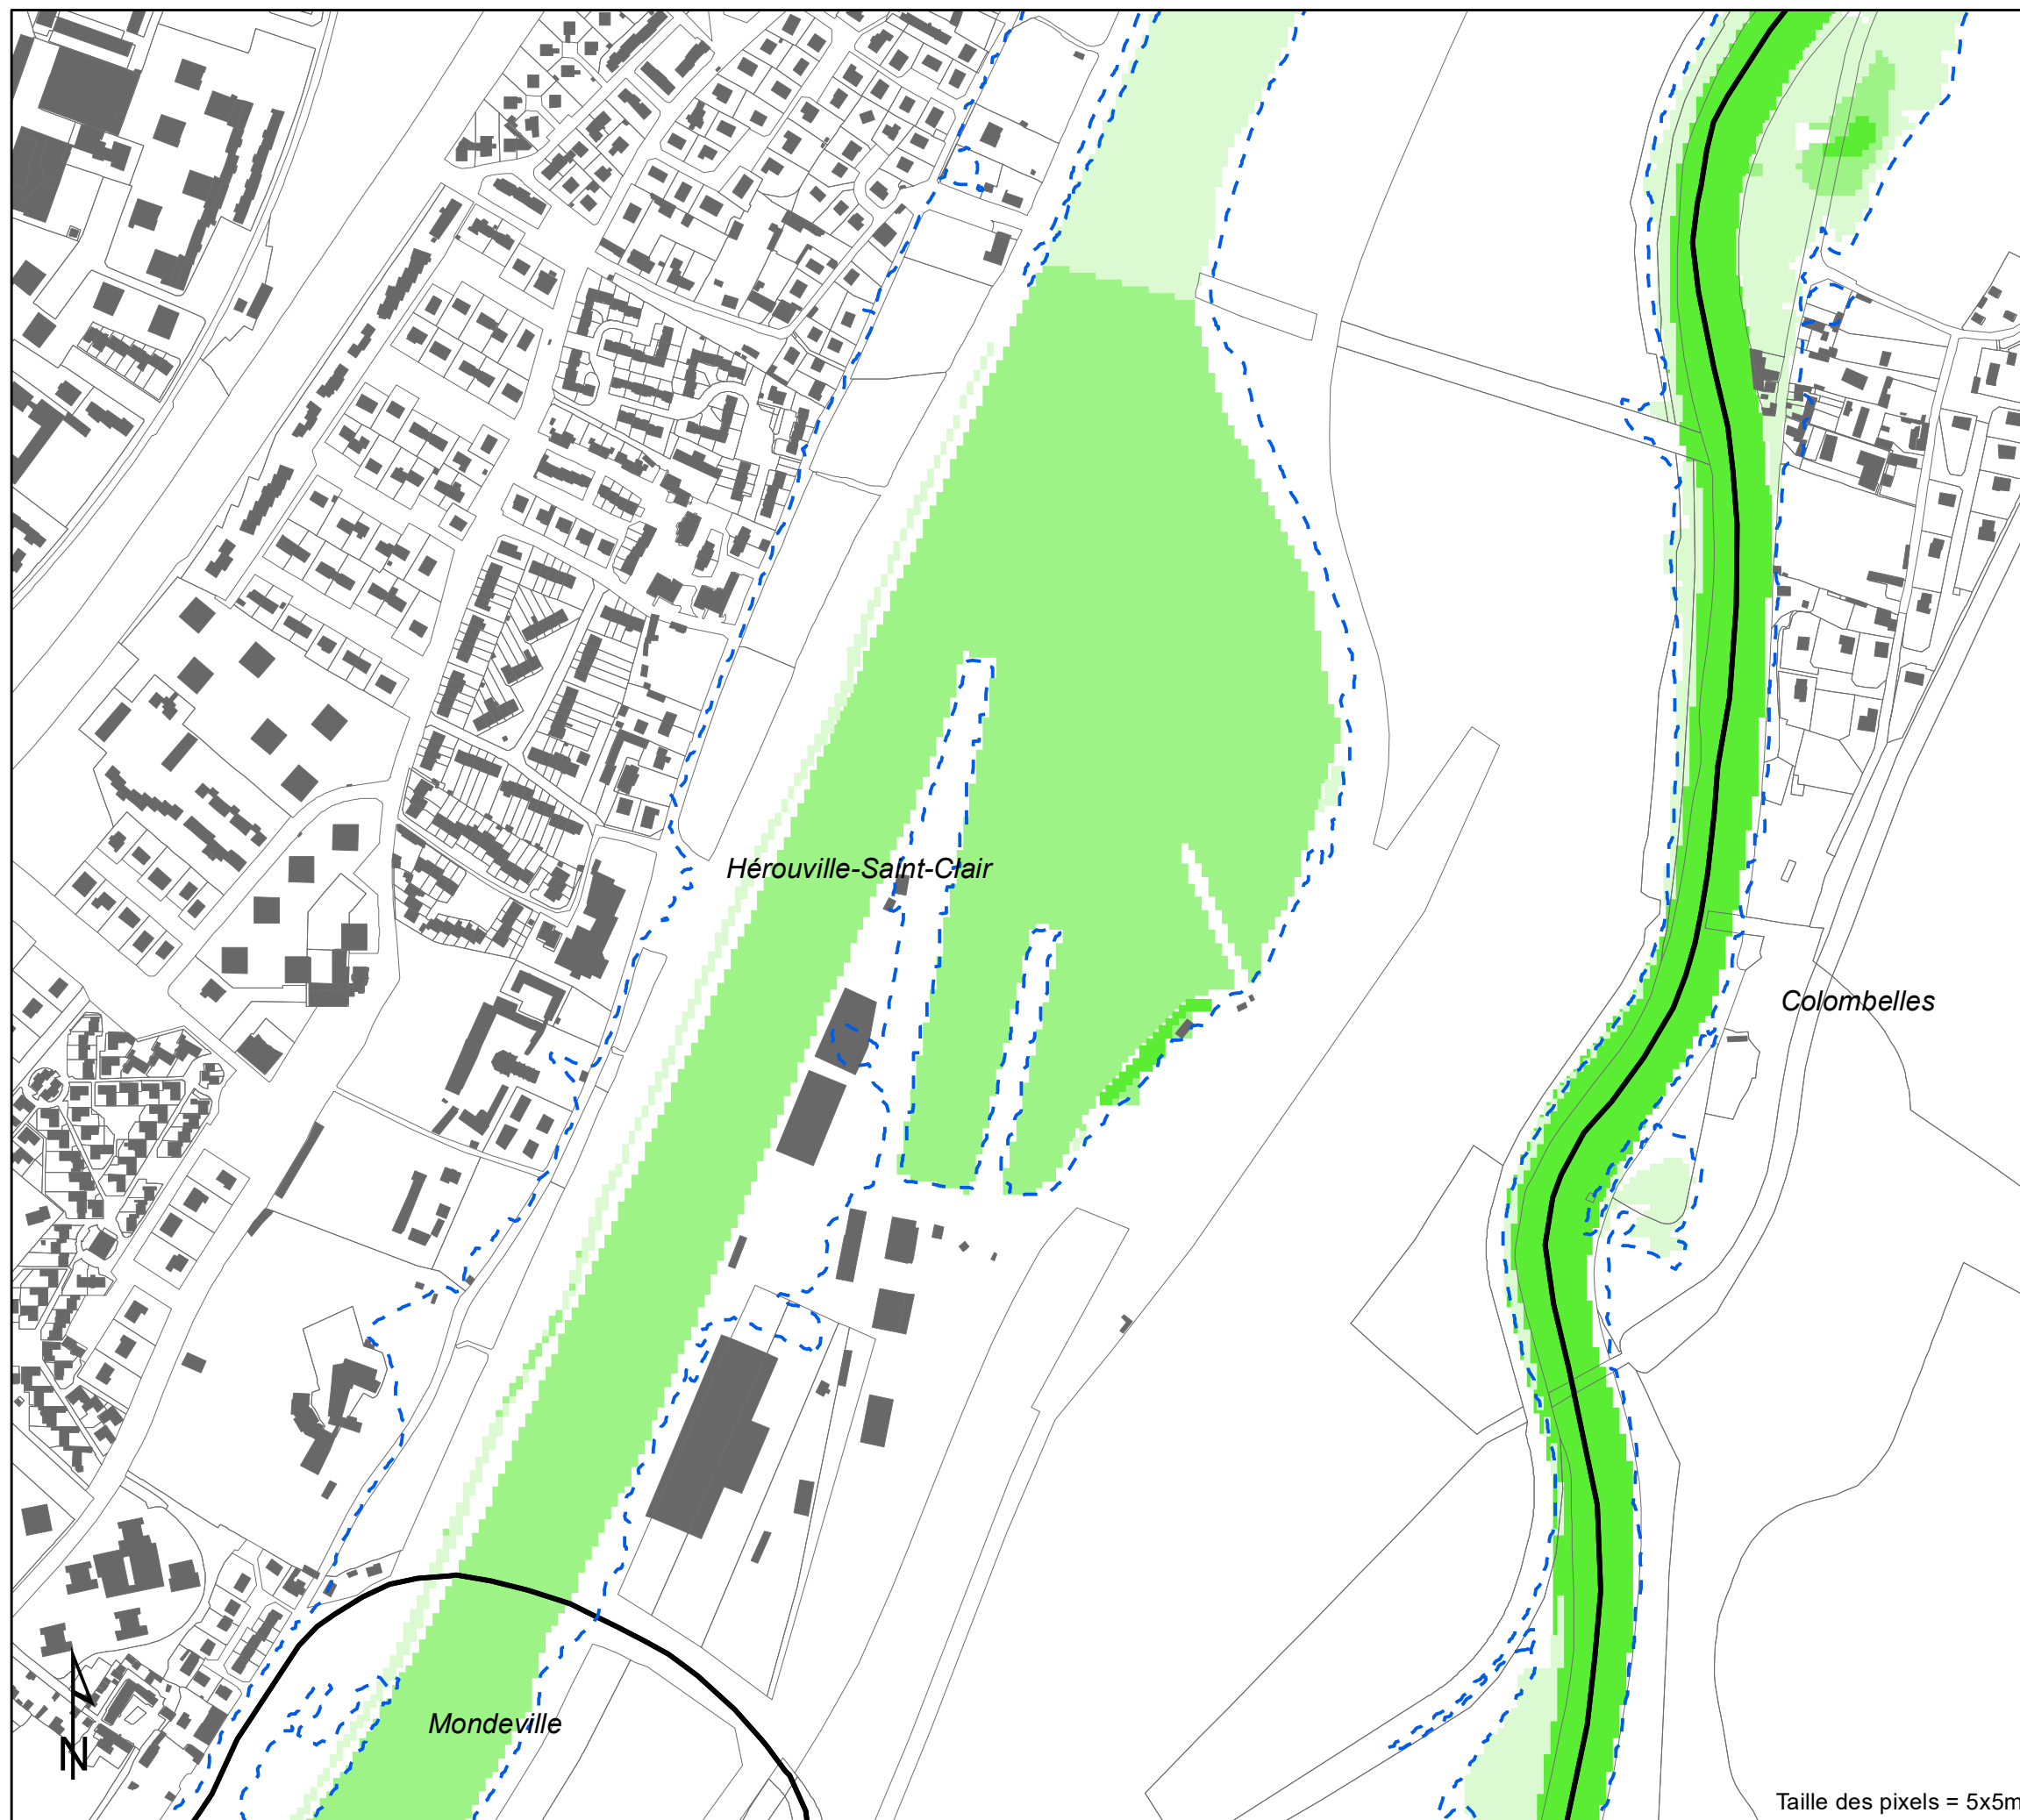 Hérouville-Saint-Clair
Colombelles
Mondeville
N
Taille des pixels = 5x5m